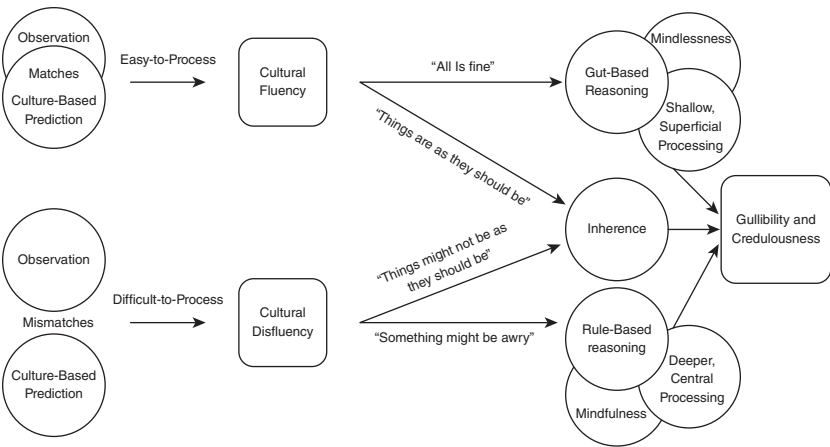 Observation
Matches
Culture-Based
Prediction
Easy-to-Process
Cultural
Fluency
“All Is fine”
“Things are as they should be”
Gut-Based
Reasoning
Mindlessness
Shallow,
Superficial
Processing
Inherence
Gullibility and
Credulousness
Observation
Mismatches
Culture-Based
Prediction
Difficult-to-Process
Cultural
Disfluency
“Things might not be as
they should be”
“Something might be awry”
Rule-Based
reasoning
Deeper,
Central
Processing
Mindfulness